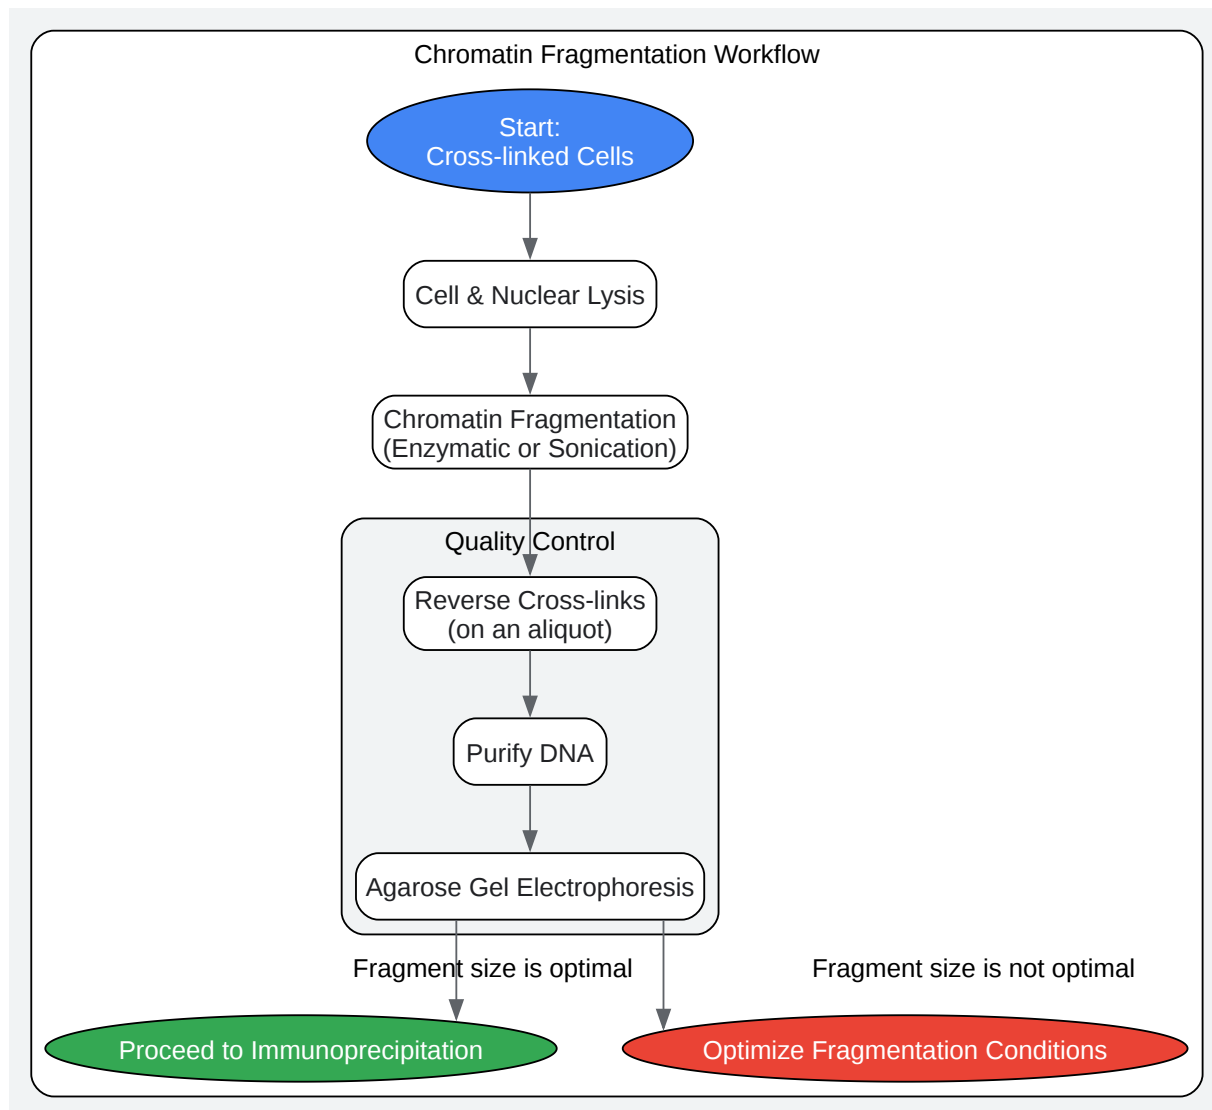 Chromatin Fragmentation Workflow
Start:
Cross-linked Cells
Cell & Nuclear Lysis
Chromatin Fragmentation
(Enzymatic or Sonication)
Quality Control
Reverse Cross-links
(on an aliquot)
Purify DNA
Agarose Gel Electrophoresis
Fragment size is optimal
Fragment size is not optimal
Proceed to Immunoprecipitation
Optimize Fragmentation Conditions